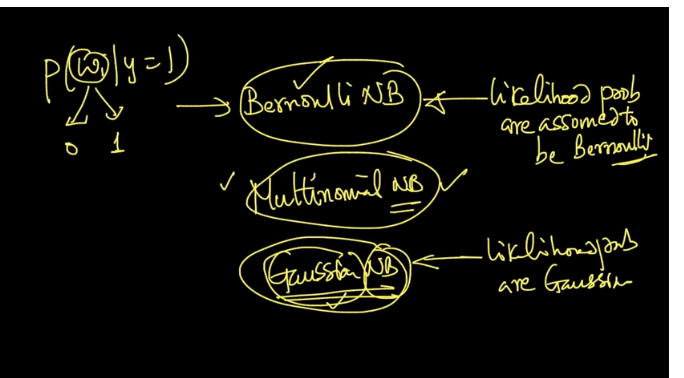 P(w₁|y=1)
0 1
Bernoulli NB
likelihood prob
are assumed to
be Bernoulli
Multinomial NB
Gaussian NB
likelihood prob
are Gaussian